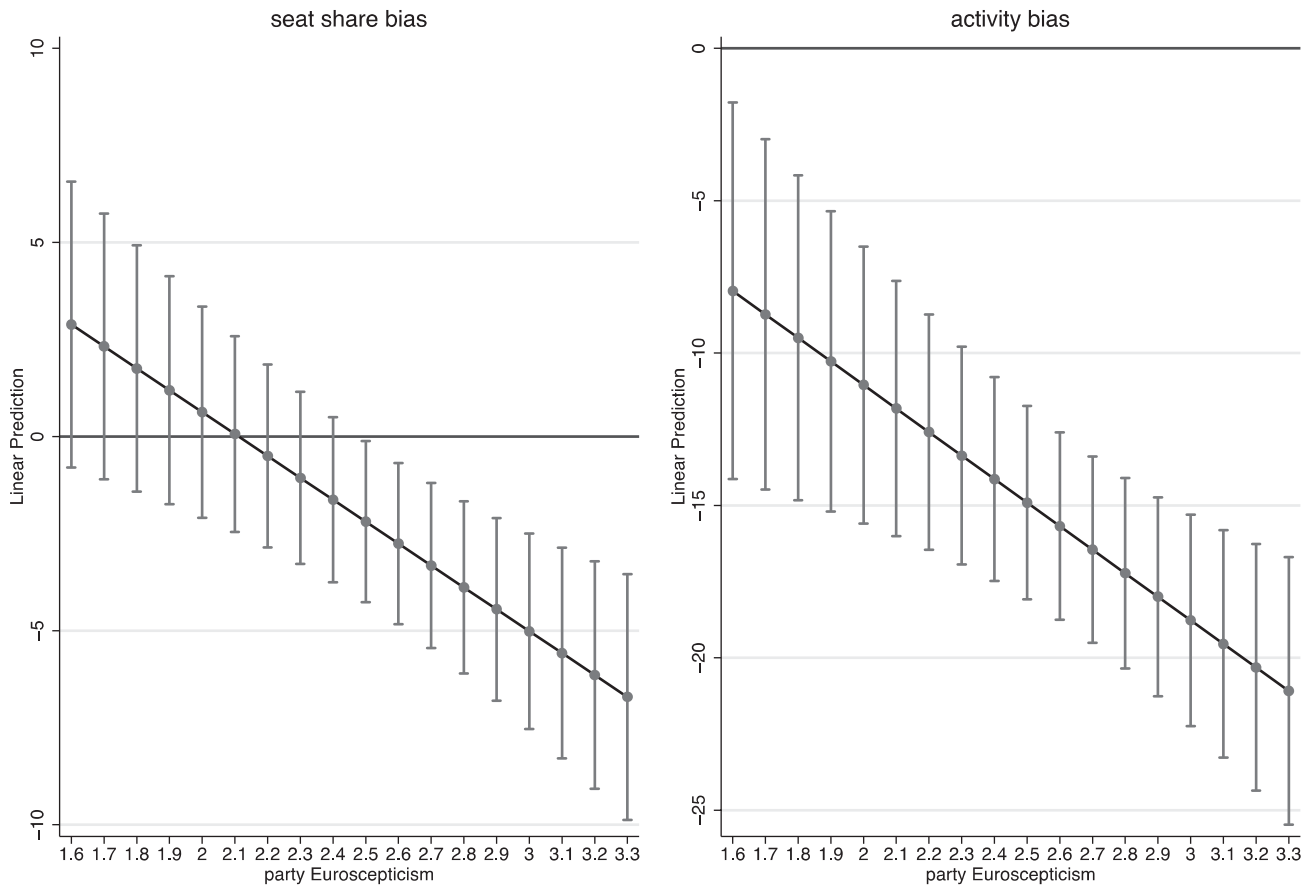 seat share bias
10
5
0
−5
−10
Linear Prediction
1.6 1.7 1.8 1.9 2 2.1 2.2 2.3 2.4 2.5 2.6 2.7 2.8 2.9 3 3.1 3.2 3.3
party Euroscepticism
activity bias
0
−5
−10
−15
−20
−25
Linear Prediction
1.6 1.7 1.8 1.9 2 2.1 2.2 2.3 2.4 2.5 2.6 2.7 2.8 2.9 3 3.1 3.2 3.3
party Euroscepticism